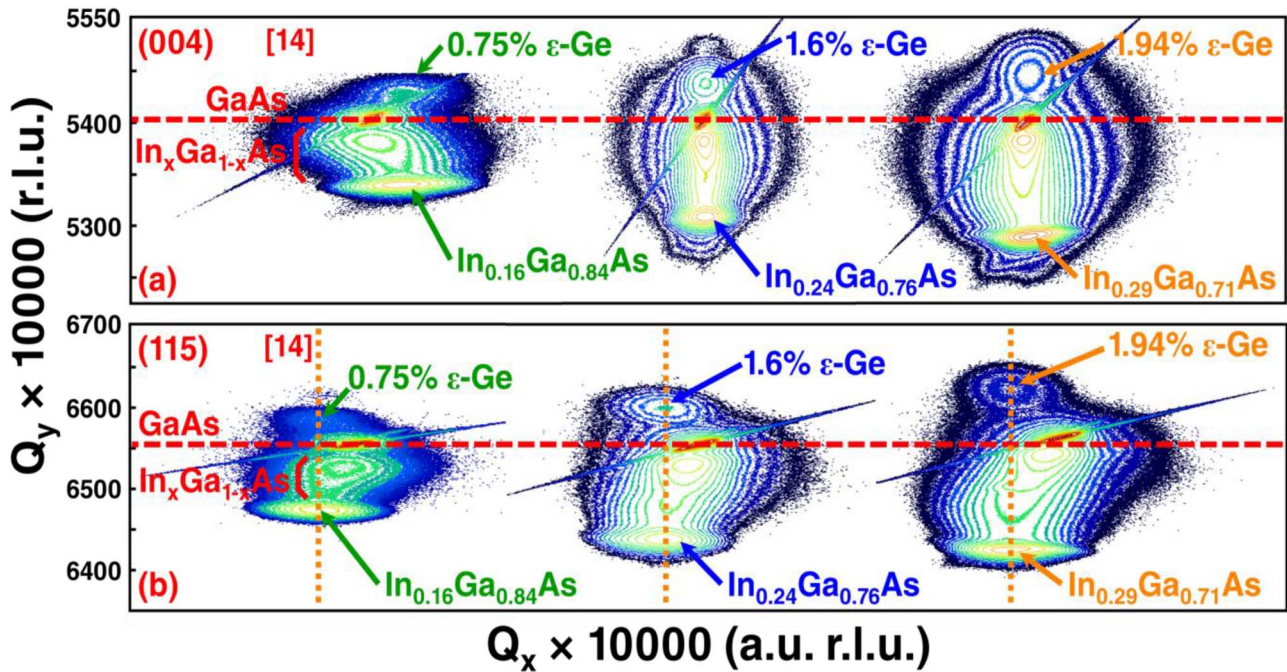 5550
(004) [14]
0.75% ε-Ge
1.6% ε-Ge
1.94% ε-Ge
GaAs
5400
InₓGa₁₋ₓAs
5300
In₀.₁₆Ga₀.₈₄As
In₀.₂₄Ga₀.₇₆As
In₀.₂₉Ga₀.₇₁As
(a)
6700
(115) [14]
0.75% ε-Ge
1.6% ε-Ge
1.94% ε-Ge
6600
GaAs
6500
InₓGa₁₋ₓAs
6400
(b)
In₀.₁₆Ga₀.₈₄As
In₀.₂₄Ga₀.₇₆As
In₀.₂₉Ga₀.₇₁As
Qᵧ × 10000 (r.l.u.)
Qₓ × 10000 (a.u. r.l.u.)